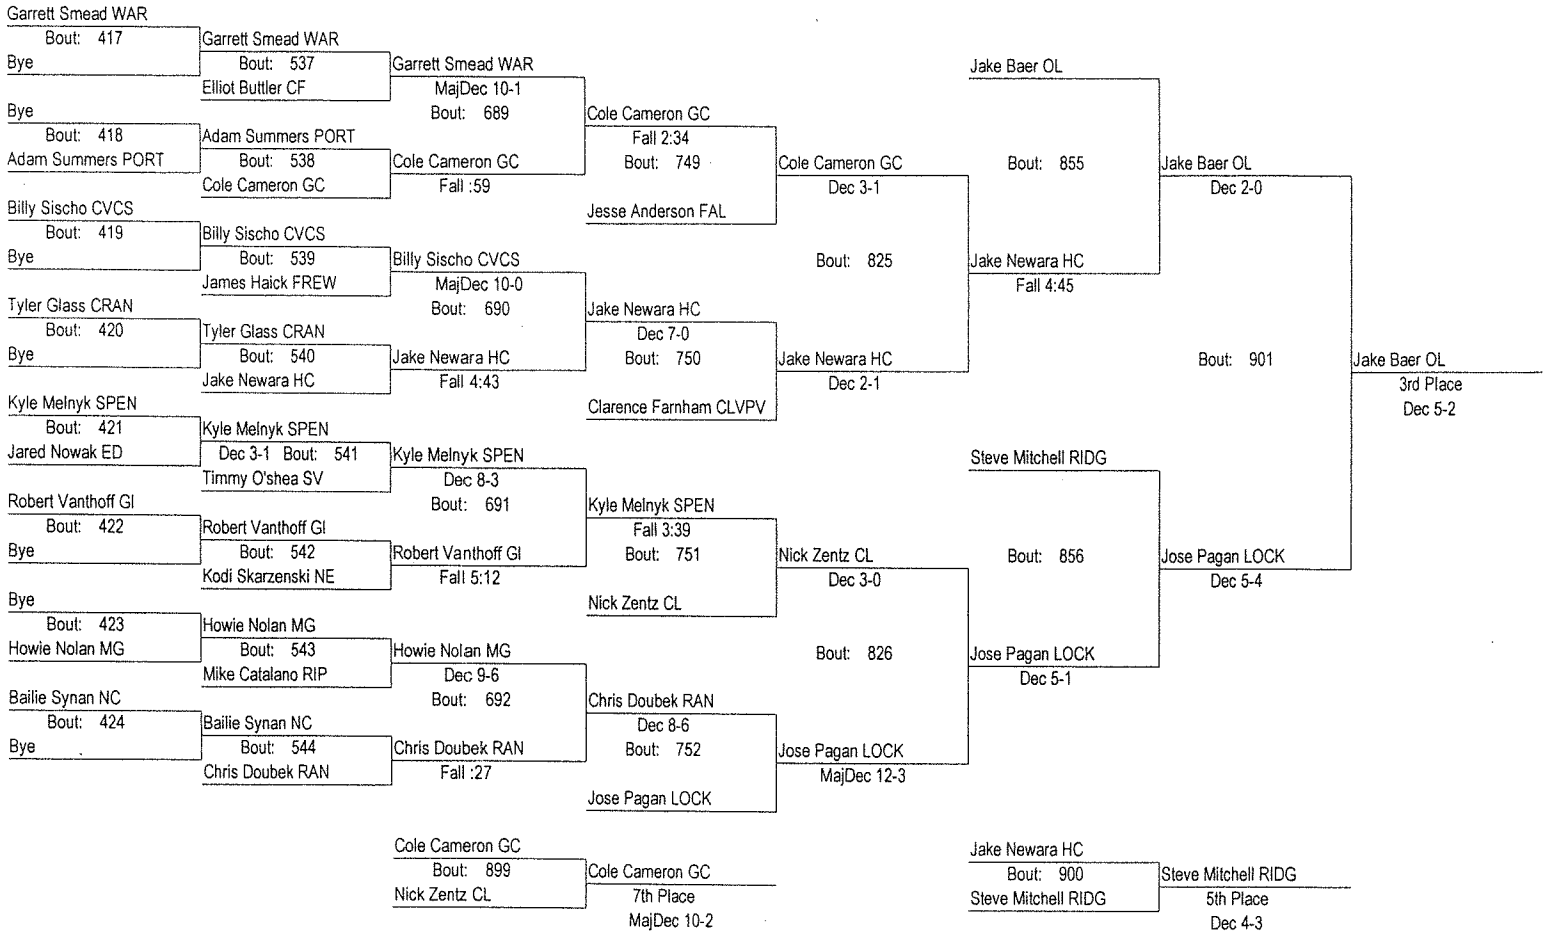 Garrett Smead WAR
Bout: 417
Bye
Bye
Bout: 418
Adam Summers PORT
Billy Sischo CVCS
Bout: 419
Bye
Tyler Glass CRAN
Bout: 420
Bye
Kyle Melnyk SPEN
Bout: 421
Jared Nowak ED
Robert Vanthoff GI
Bout: 422
Bye
Bye
Bout: 423
Howie Nolan MG
Bailie Synan NC
Bout: 424
Bye
Garrett Smead WAR
Bout: 537
Elliot Buttler CF
Adam Summers PORT
Bout: 538
Cole Cameron GC
Billy Sischo CVCS
Bout: 539
James Haick FREW
Tyler Glass CRAN
Bout: 540
Jake Newara HC
Kyle Melnyk SPEN
Dec 3-1 Bout: 541
Timmy O'shea SV
Robert Vanthoff GI
Bout: 542
Kodi Skarzenski NE
Howie Nolan MG
Bout: 543
Mike Catalano RIP
Bailie Synan NC
Bout: 544
Chris Doubek RAN
Garrett Smead WAR
MajDec 10-1
Bout: 689
Cole Cameron GC
Fall :59
Billy Sischo CVCS
MajDec 10-0
Bout: 690
Jake Newara HC
Fall 4:43
Kyle Melnyk SPEN
Dec 8-3
Bout: 691
Robert Vanthoff GI
Fall 5:12
Howie Nolan MG
Dec 9-6
Bout: 692
Chris Doubek RAN
Fall :27
Cole Cameron GC
Fall 2:34
Bout: 749
Jesse Anderson FAL
Jake Newara HC
Dec 7-0
Bout: 750
Clarence Farnham CLVPV
Kyle Melnyk SPEN
Fall 3:39
Bout: 751
Nick Zentz CL
Chris Doubek RAN
Dec 8-6
Bout: 752
Jose Pagan LOCK
Cole Cameron GC
Dec 3-1
Bout: 825
Jake Newara HC
Dec 2-1
Nick Zentz CL
Dec 3-0
Bout: 826
Jose Pagan LOCK
MajDec 12-3
Jake Baer OL
Bout: 855
Jake Newara HC
Fall 4:45
Steve Mitchell RIDG
Bout: 856
Jose Pagan LOCK
Dec 5-1
Jake Baer OL
Dec 2-0
Bout: 901
Jose Pagan LOCK
Dec 5-4
Jake Baer OL
3rd Place
Dec 5-2
Cole Cameron GC
Bout: 899
Nick Zentz CL
Cole Cameron GC
7th Place
MajDec 10-2
Jake Newara HC
Bout: 900
Steve Mitchell RIDG
Steve Mitchell RIDG
5th Place
Dec 4-3